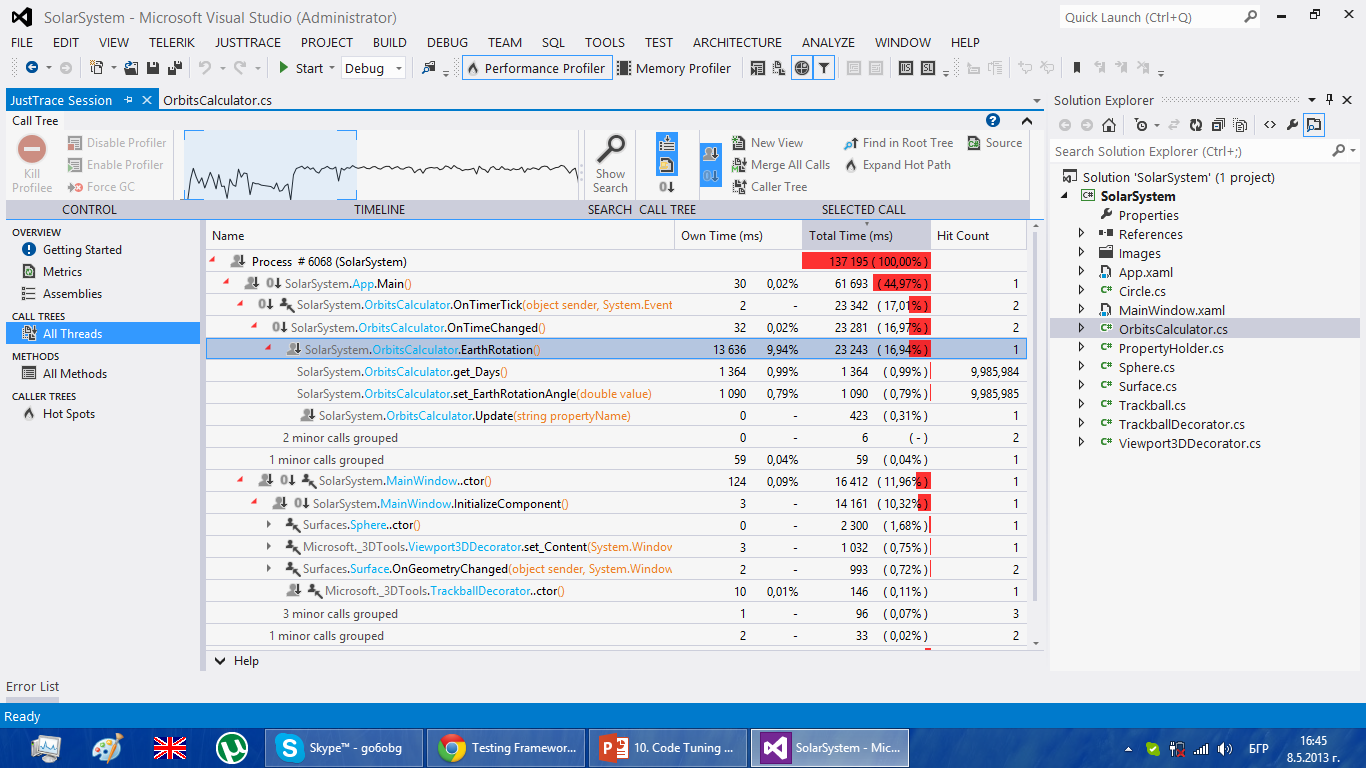 SolarSystem - Microsoft Visual Studio (Administrator)
Quick Launch (Ctrl+Q)
FILE EDIT VIEW TELERIK JUSTTRACE PROJECT BUILD DEBUG TEAM SQL TOOLS TEST ARCHITECTURE ANALYZE WINDOW HELP
Start Debug Performance Profiler Memory Profiler
JustTrace Session OrbitsCalculator.cs
Call Tree
Kill Profilee
Disable Profiler
Enable Profiler
Force GC
Show Search
New View Find in Root Tree Source
Merge All Calls Expand Hot Path
Caller Tree
CONTROL TIMELINE SEARCH CALL TREE SELECTED CALL
OVERVIEW
Getting Started
Metrics
Assemblies
CALL TREES
All Threads
METHODS
All Methods
CALLER TREES
Hot Spots
Name Own Time (ms) Total Time (ms) Hit Count
Process # 6068 (SolarSystem) 137 195 ( 100,00% )
SolarSystem.App.Main() 30 0,02% 61 693 ( 44,97% ) 1
SolarSystem.OrbitsCalculator.OnTimerTick(object sender, System.Event 2 - 23 342 ( 17,01% ) 2
SolarSystem.OrbitsCalculator.OnTimeChanged() 32 0,02% 23 281 ( 16,97% ) 2
SolarSystem.OrbitsCalculator.EarthRotation() 13 636 9,94% 23 243 ( 16,94% ) 1
SolarSystem.OrbitsCalculator.get_Days() 1 364 0,99% 1 364 ( 0,99% ) 9,985,984
SolarSystem.OrbitsCalculator.set_EarthRotationAngle(double value) 1 090 0,79% 1 090 ( 0,79% ) 9,985,985
SolarSystem.OrbitsCalculator.Update(string propertyName) 0 - 423 ( 0,31% ) 1
2 minor calls grouped 0 - 6 ( - ) 2
1 minor calls grouped 59 0,04% 59 ( 0,04% ) 1
SolarSystem.MainWindow..ctor() 124 0,09% 16 412 ( 11,96% ) 1
SolarSystem.MainWindow.InitializeComponent() 3 - 14 161 ( 10,32% ) 1
Surfaces.Sphere..ctor() 0 - 2 300 ( 1,68% ) 1
Microsoft._3DTools.Viewport3DDecorator.set_Content(System.Window 3 - 1 032 ( 0,75% ) 1
Surfaces.Surface.OnGeometryChanged(object sender, System.Window 2 - 993 ( 0,72% ) 2
Microsoft._3DTools.TrackballDecorator..ctor() 10 0,01% 146 ( 0,11% ) 1
3 minor calls grouped 1 - 96 ( 0,07% ) 3
1 minor calls grouped 2 - 33 ( 0,02% ) 2
Help
Solution Explorer
Search Solution Explorer (Ctrl+;)
Solution 'SolarSystem' (1 project)
SolarSystem
Properties
References
Images
App.xaml
Circle.cs
MainWindow.xaml
OrbitsCalculator.cs
PropertyHolder.cs
Sphere.cs
Surface.cs
Trackball.cs
TrackballDecorator.cs
Viewport3DDecorator.cs
Error List
Ready
Skype™ - go6obg
Testing Framewor...
10. Code Tuning ...
SolarSystem - Mic...
БГР
16:45
8.5.2013 г.